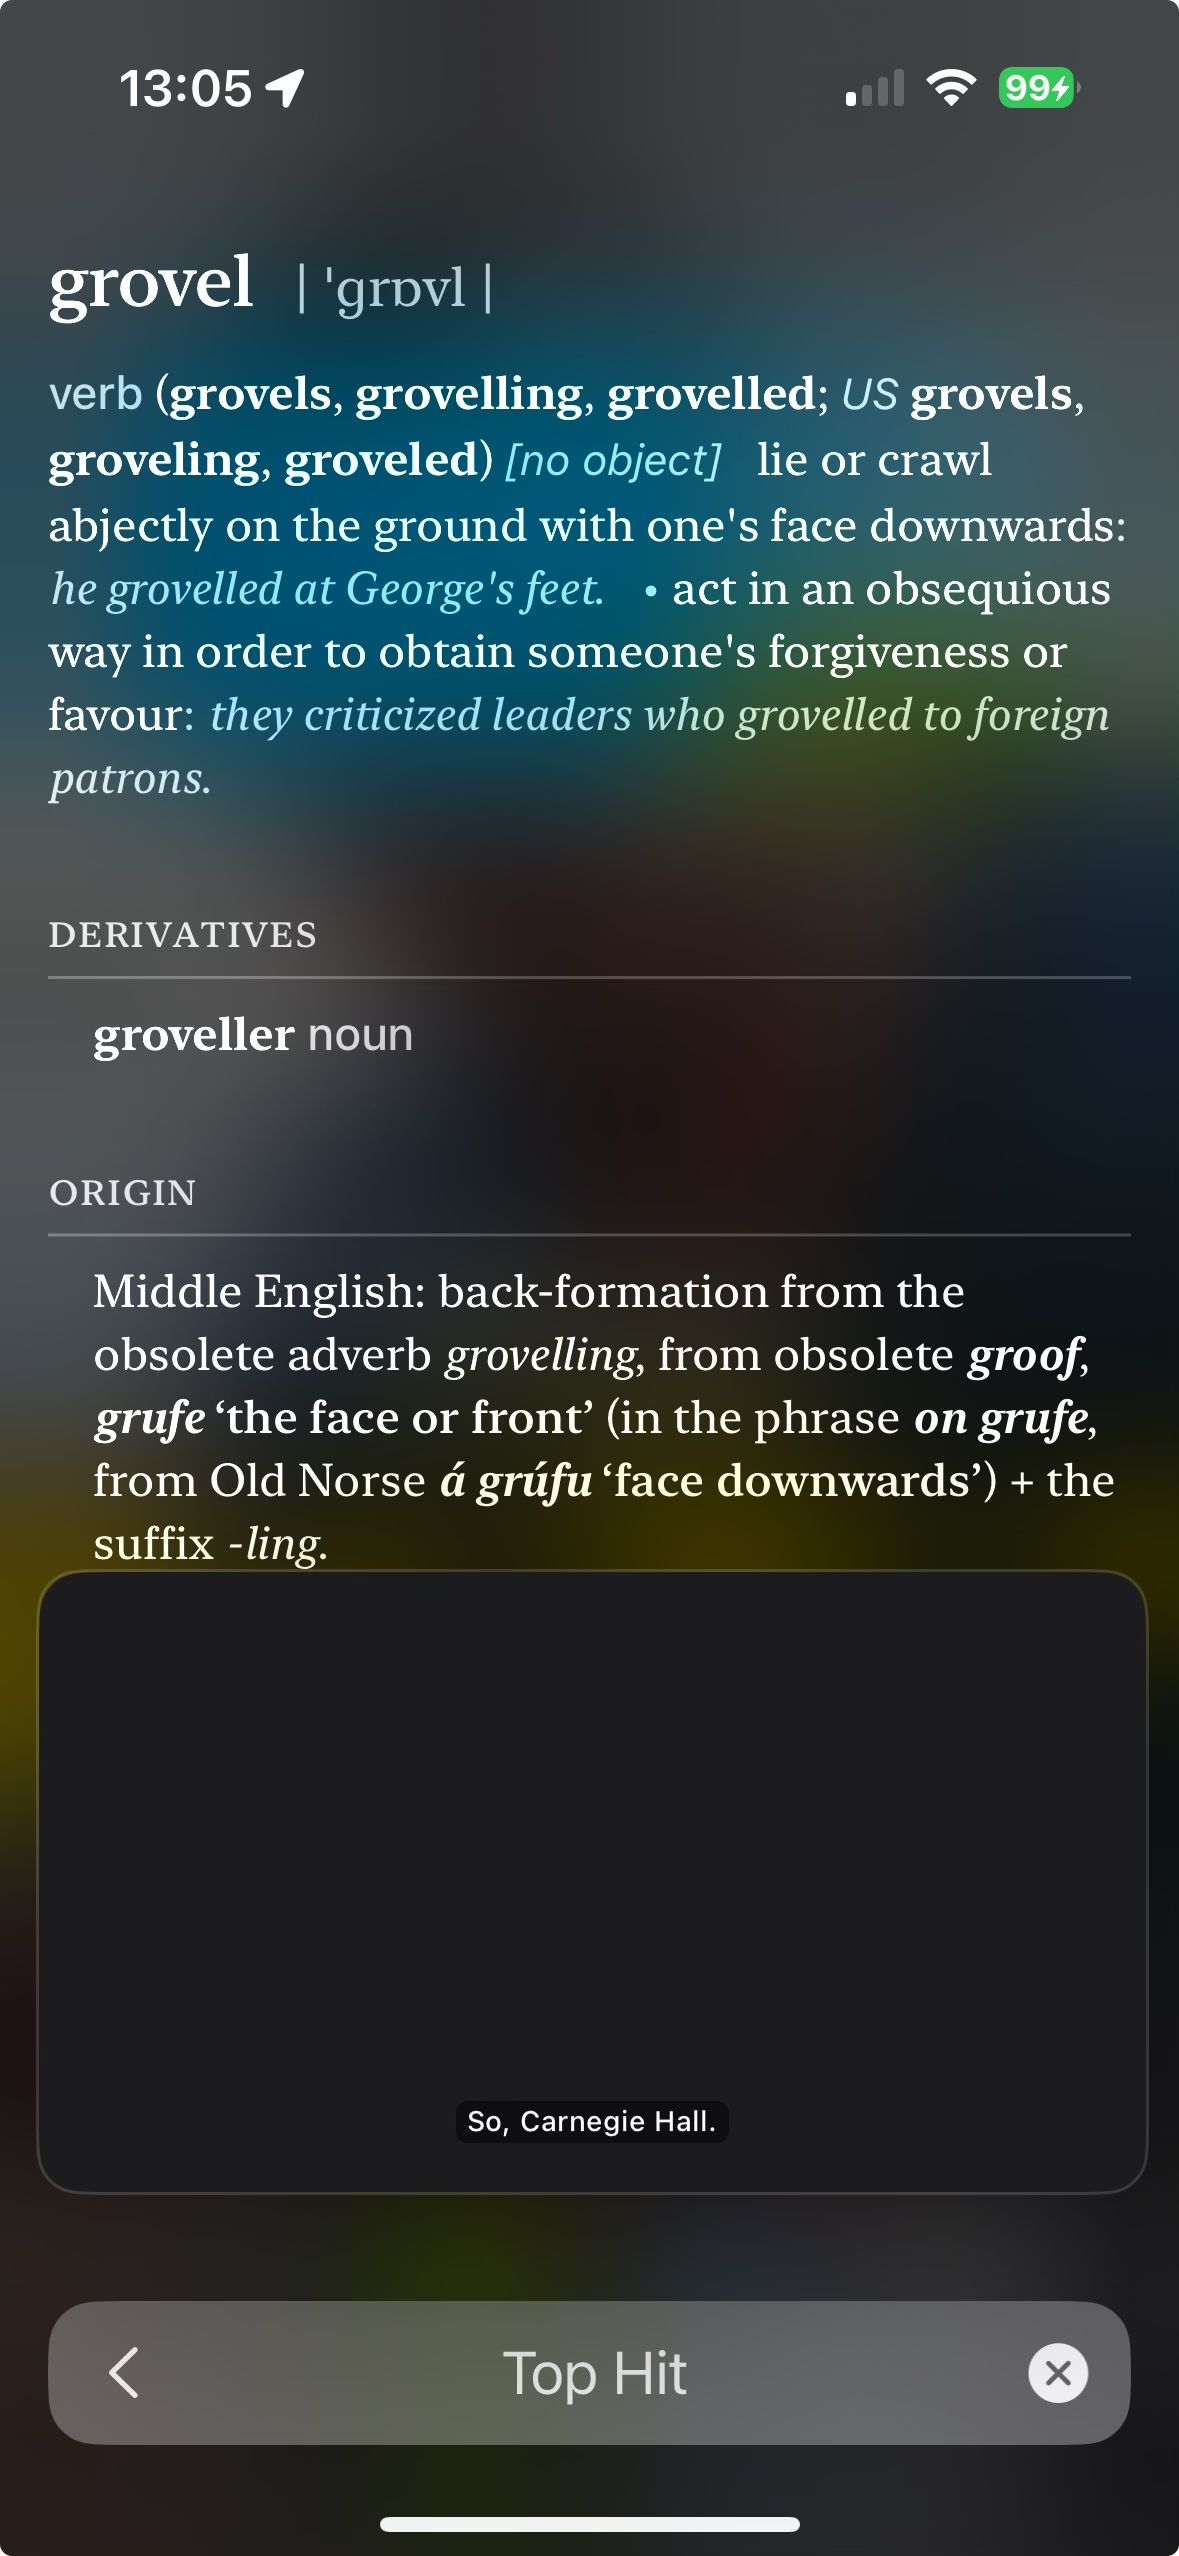 13:05
99
grovel | ˈɡrɒvl |
verb (grovels, grovelling, grovelled; US grovels,
groveling, groveled) [no object] lie or crawl
abjectly on the ground with one's face downwards:
he grovelled at George's feet. • act in an obsequious
way in order to obtain someone's forgiveness or
favour: they criticized leaders who grovelled to foreign
patrons.
DERIVATIVES
groveller noun
ORIGIN
Middle English: back-formation from the
obsolete adverb grovelling, from obsolete groof,
grufe ‘the face or front’ (in the phrase on grufe,
from Old Norse á grúfu ‘face downwards’) + the
suffix -ling.
So, Carnegie Hall.
Top Hit